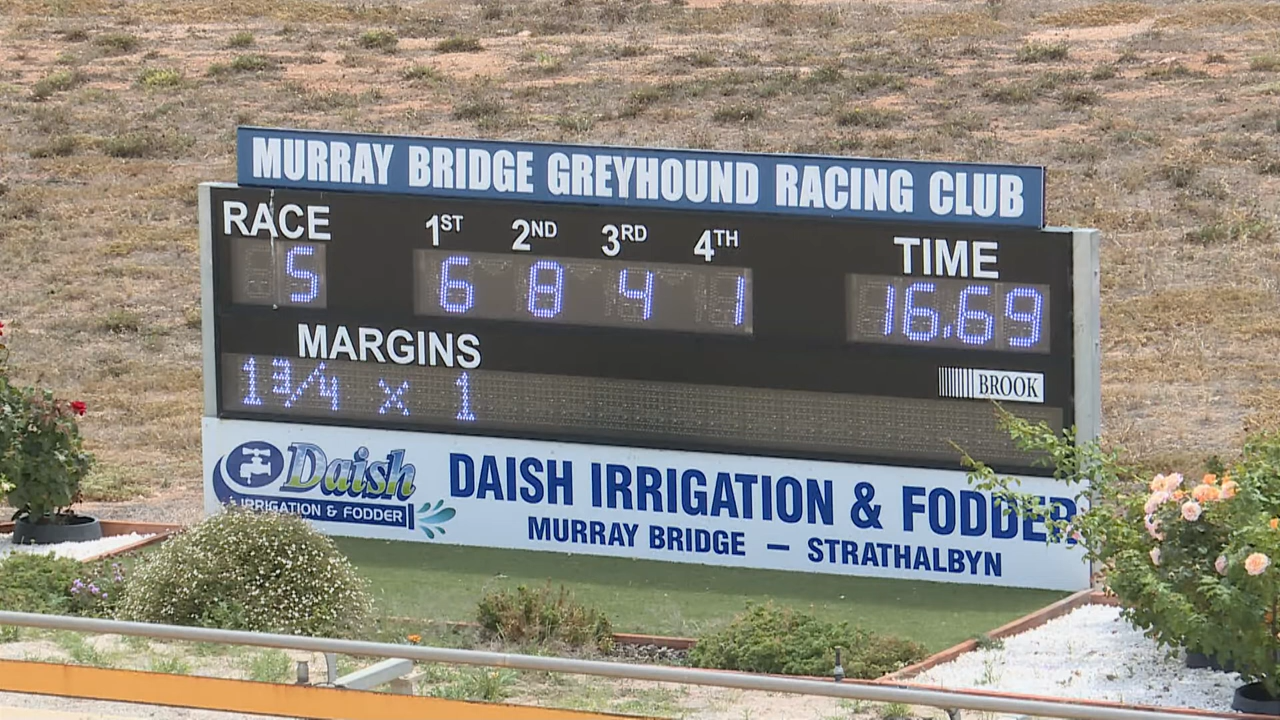 MURRAY BRIDGE GREYHOUND RACING CLUB
RACE 1ST 2ND 3RD 4TH TIME
5 6 8 4 1 16.69
MARGINS
1 3/4 x 1
BROOK
Daish
IRRIGATION & FODDER
DAISH IRRIGATION & FODDER
MURRAY BRIDGE – STRATHALBYN